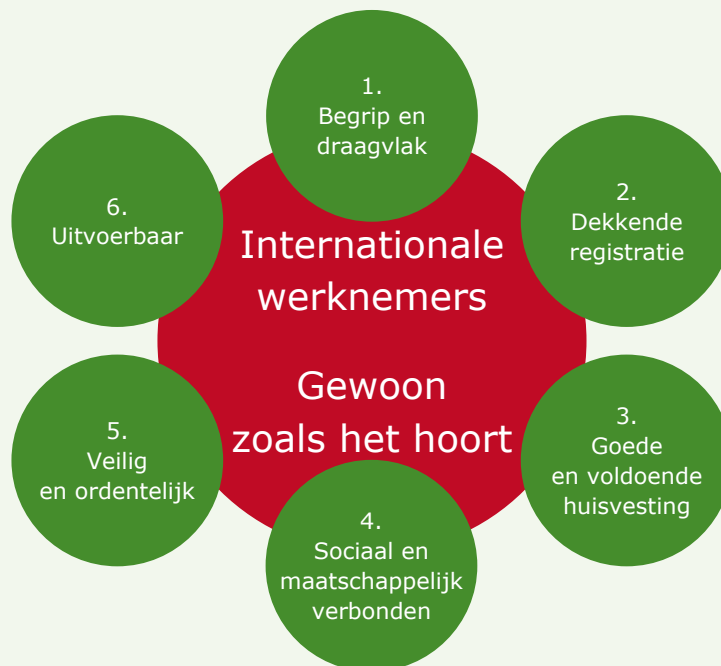 1.
Begrip en
draagvlak
2.
Dekkende
registratie
3.
Goede
en voldoende
huisvesting
4.
Sociaal en
maatschappelijk
verbonden
5.
Veilig
en ordentelijk
6.
Uitvoerbaar
Internationale
werknemers
Gewoon
zoals het hoort